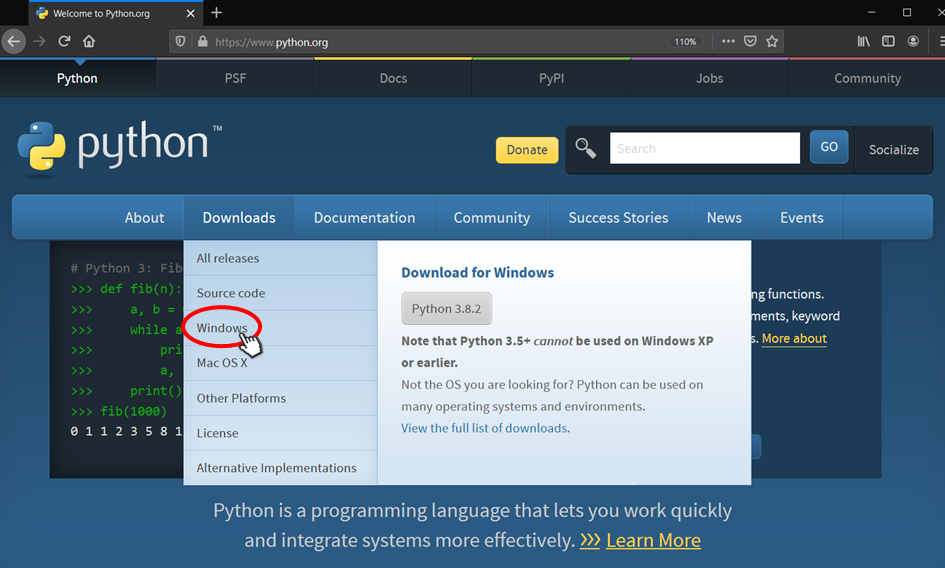 Welcome to Python.org
https://www.python.org
110%
Python
PSF
Docs
PyPI
Jobs
Community
python™
Donate
Search
GO
Socialize
About
Downloads
Documentation
Community
Success Stories
News
Events
# Python 3: Fib
>>> def fib(n):
>>> a, b =
>>> while a
>>> pri
>>> a,
>>> print()
>>> fib(1000)
0 1 1 2 3 5 8 1
All releases
Source code
Windows
Mac OS X
Other Platforms
License
Alternative Implementations
Download for Windows
Python 3.8.2
Note that Python 3.5+ cannot be used on Windows XP
or earlier.
Not the OS you are looking for? Python can be used on
many operating systems and environments.
View the full list of downloads.
ng functions.
ments, keyword
s. More about
Python is a programming language that lets you work quickly
and integrate systems more effectively. >>> Learn More